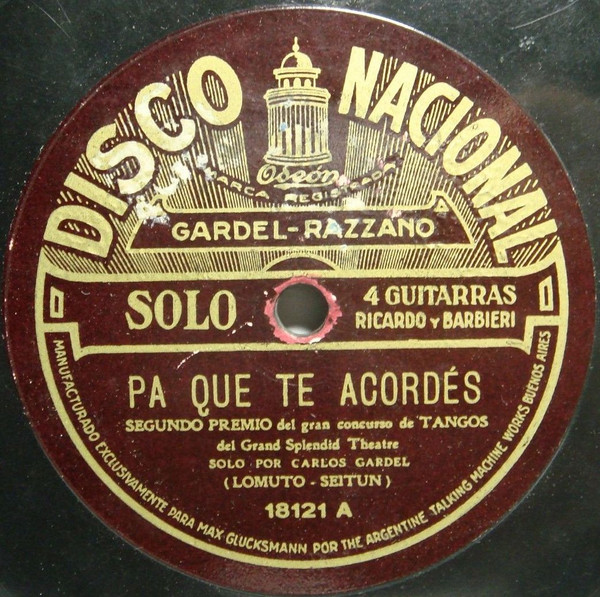 DISCO NACIONAL
Odeón
MARCA REGISTRADA
GARDEL-RAZZANO
SOLO
4 GUITARRAS
RICARDO Y BARBIERI
PA QUE TE ACORDÉS
SEGUNDO PREMIO del gran concurso de TANGOS
del Grand Splendid Theatre
SOLO POR CARLOS GARDEL
(LOMUTO - SEITUN)
18121 A
MANUFACTURADO EXCLUSIVAMENTE PARA MAX GLUCKSMANN POR THE ARGENTINE TALKING MACHINE WORKS BUENOS AIRES